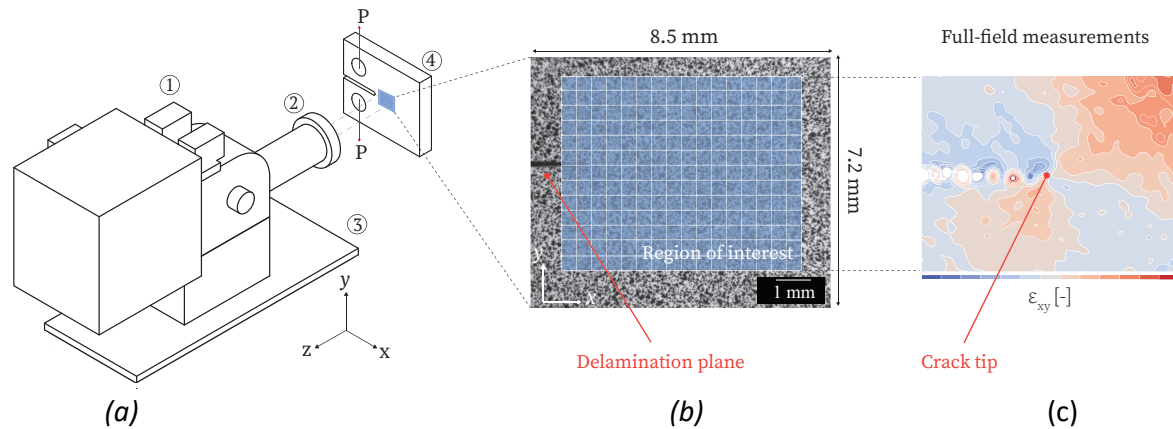 P
④
①
②
P
③
y
z
x
(a)
8.5 mm
7.2 mm
Region of interest
y
x
1 mm
Delamination plane
(b)
Full-field measurements
εxy [-]
Crack tip
(c)